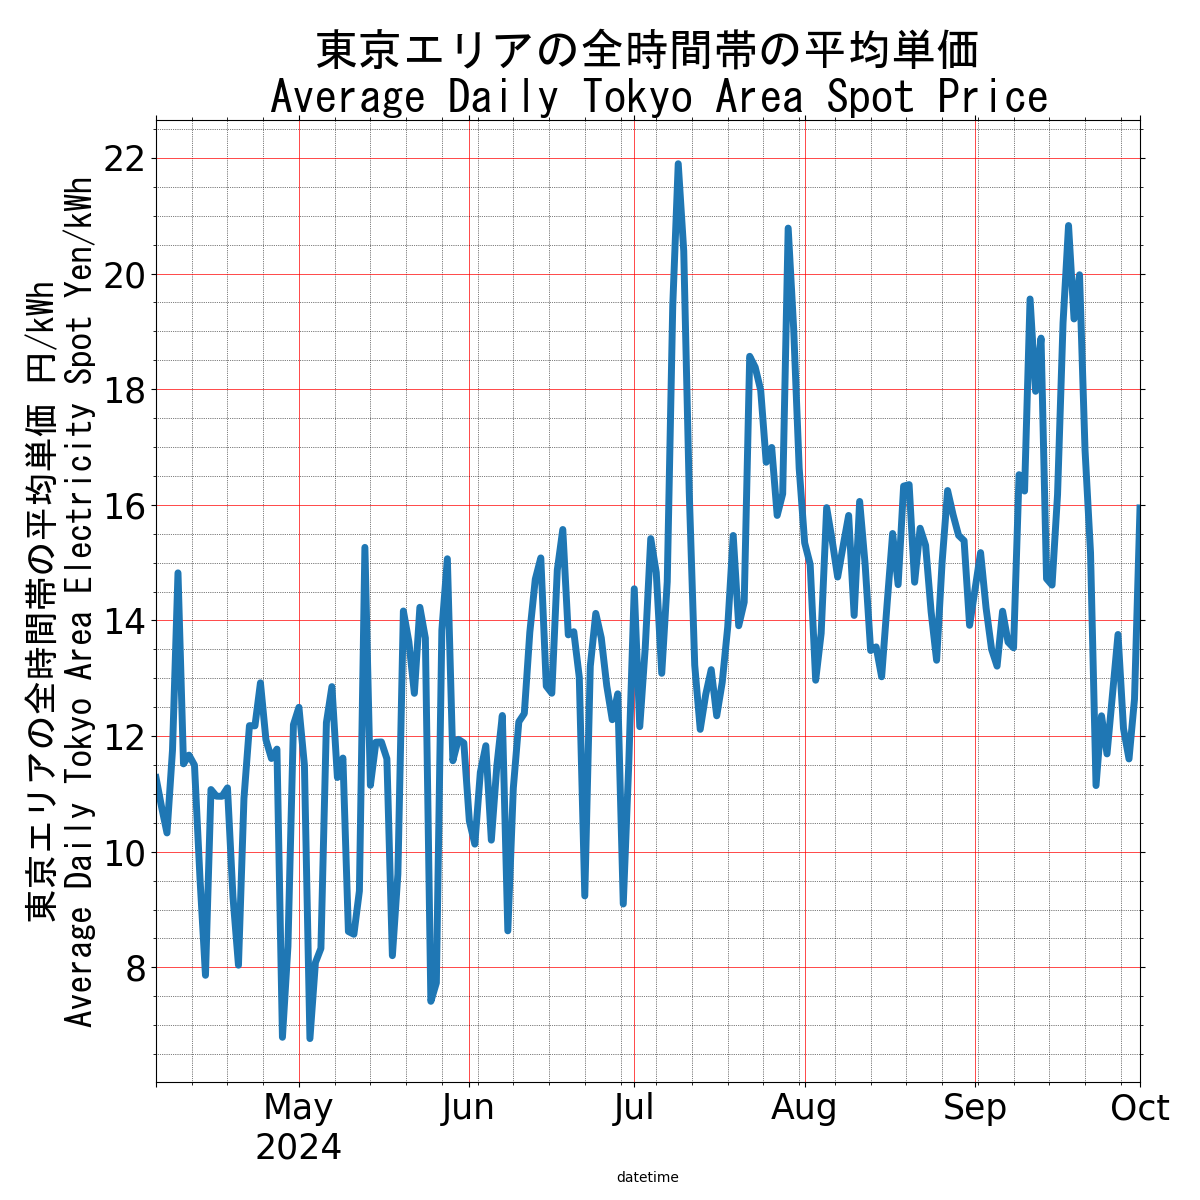 東京エリアの全時間帯の平均単価
Average Daily Tokyo Area Spot Price
東京エリアの全時間帯の平均単価 円/kWh
Average Daily Tokyo Area Electricity Spot Yen/kWh
22
20
18
16
14
12
10
8
May
2024
Jun
Jul
Aug
Sep
Oct
datetime